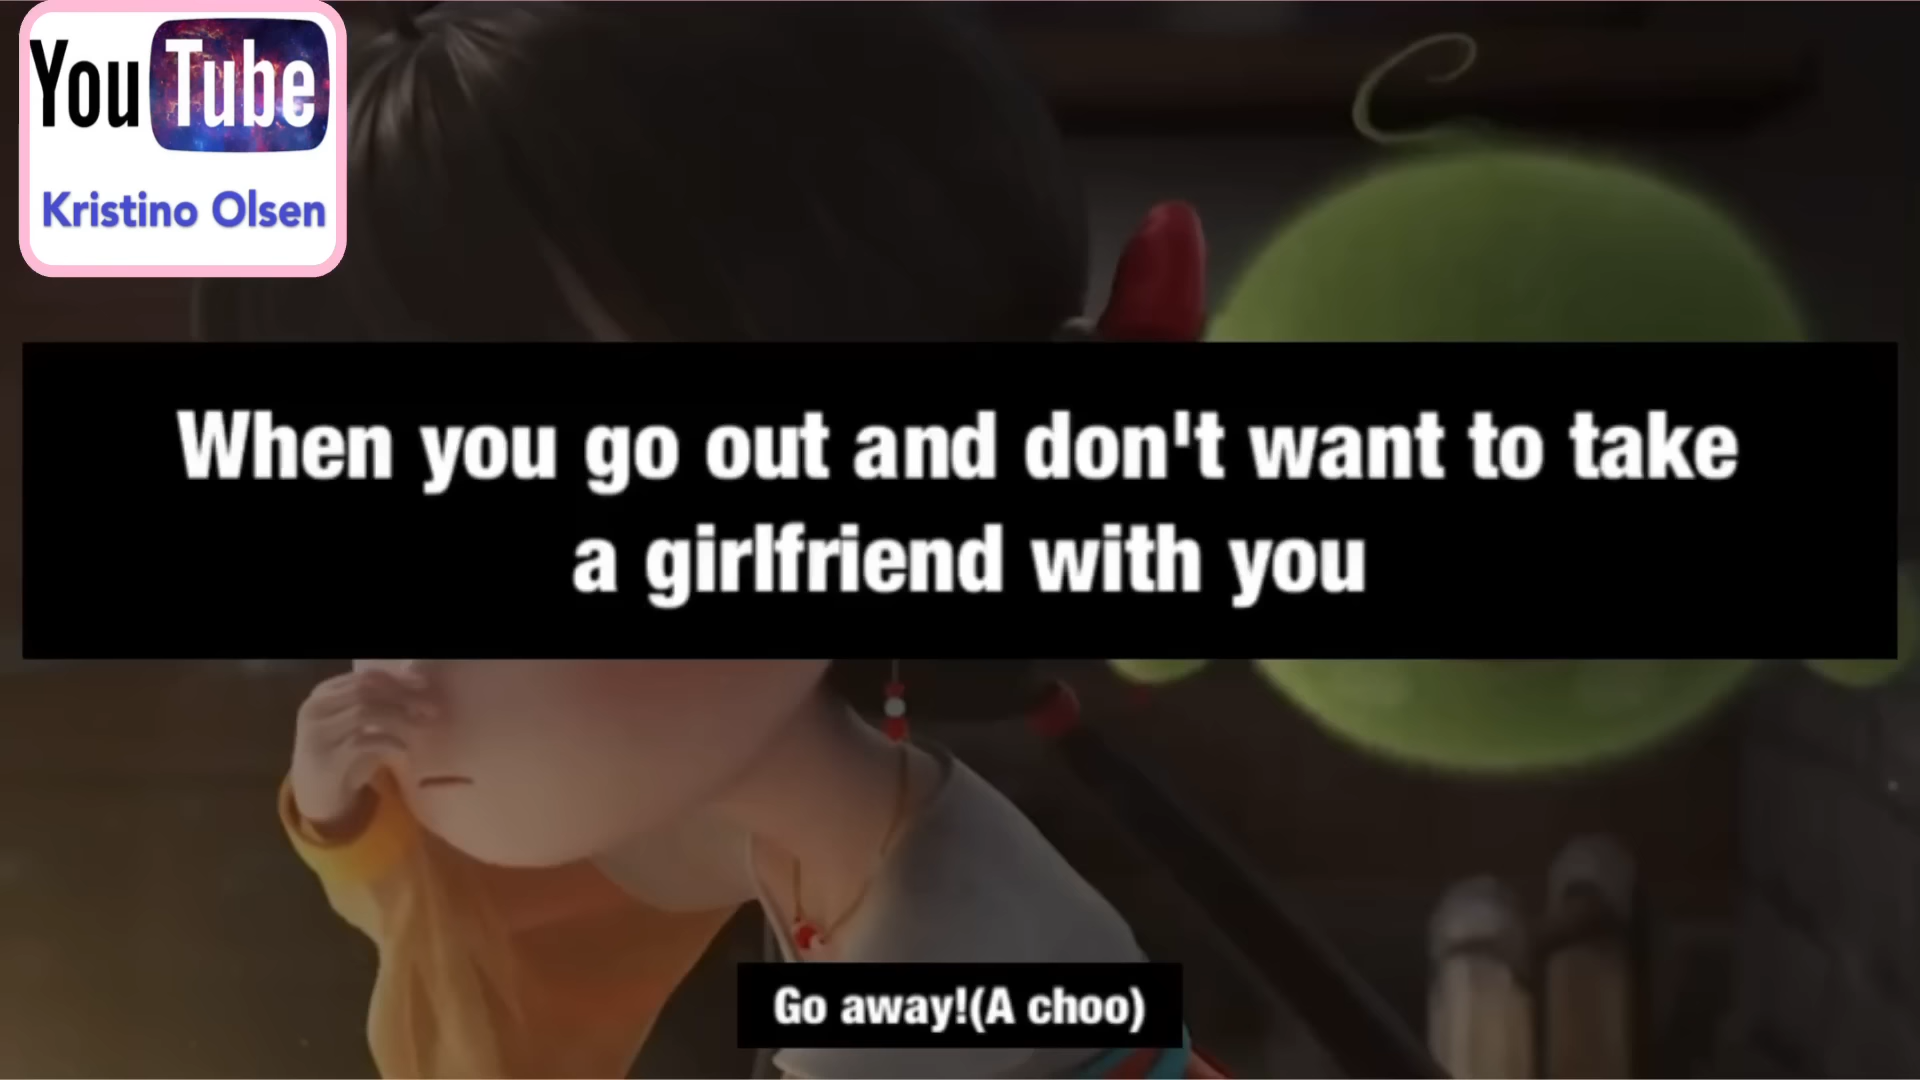 YouTube
Kristino Olsen
When you go out and don't want to take
a girlfriend with you
Go away!(A choo)